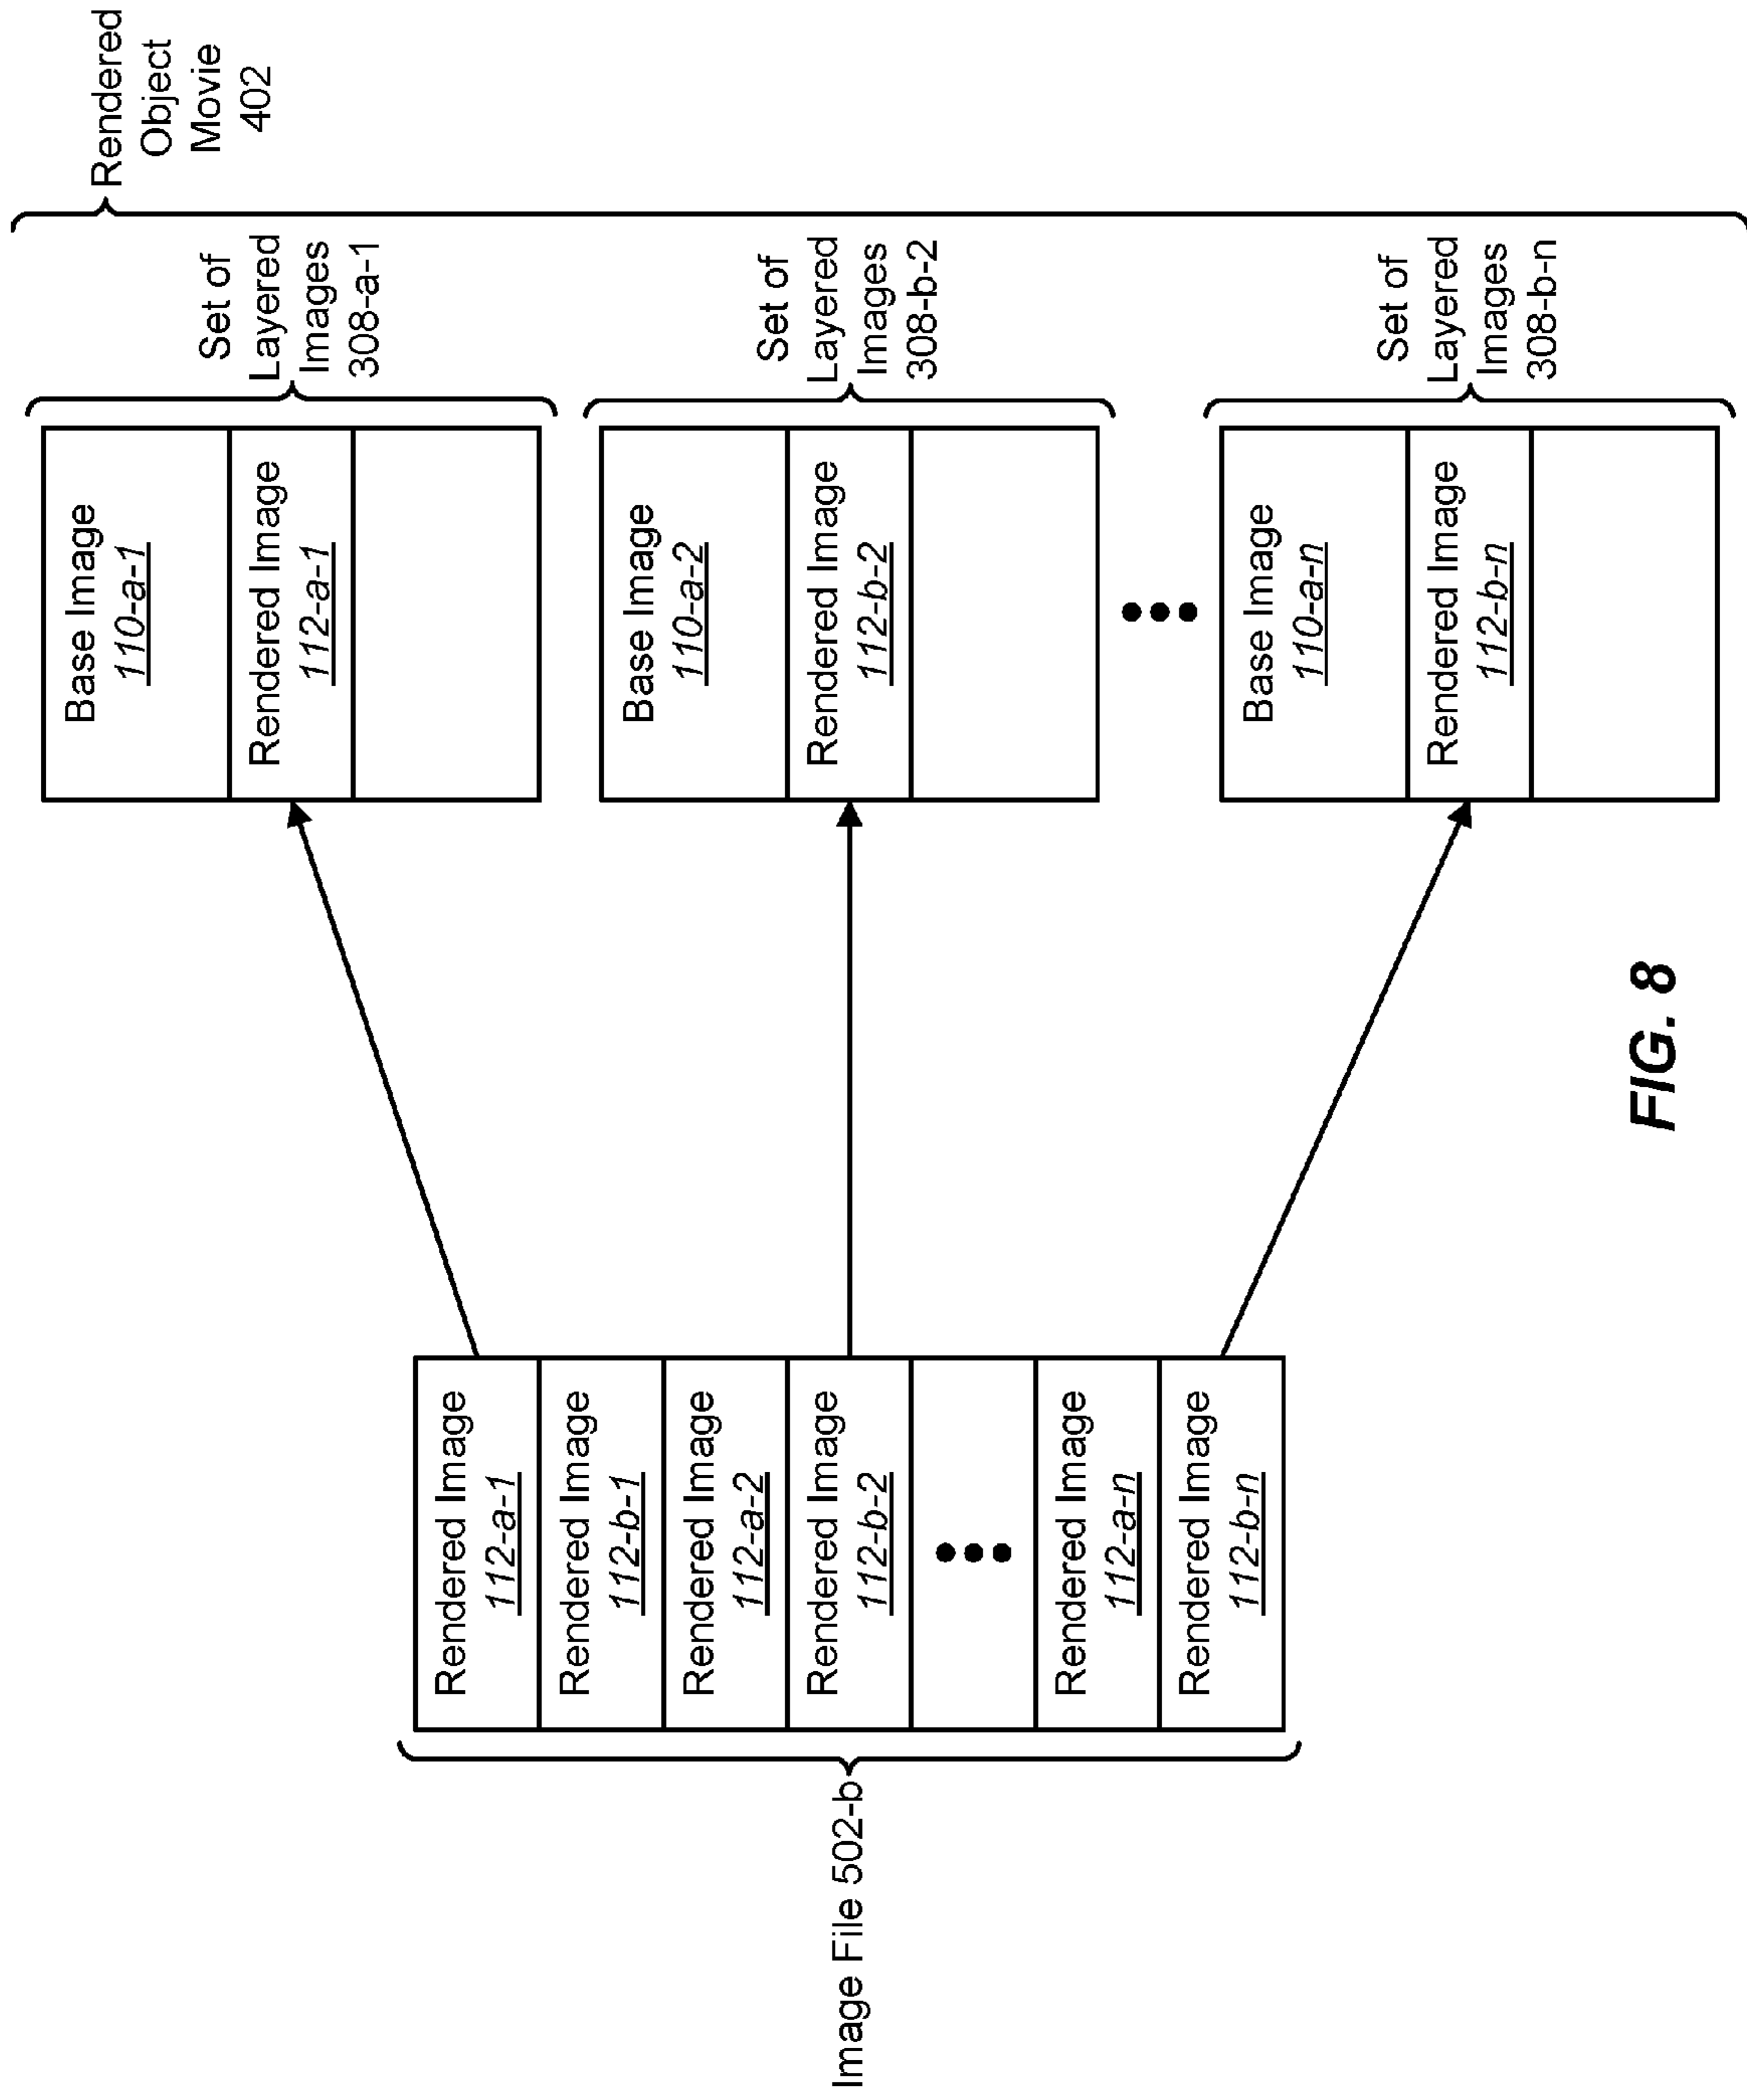 Image File 502-b
Rendered Image
112-a-1
Rendered Image
112-b-1
Rendered Image
112-a-2
Rendered Image
112-b-2
Rendered Image
112-a-n
Rendered Image
112-b-n
Base Image
110-a-1
Rendered Image
112-a-1
Set of
Layered
Images
308-a-1
Base Image
110-a-2
Rendered Image
112-b-2
Set of
Layered
Images
308-b-2
Base Image
110-a-n
Rendered Image
112-b-n
Set of
Layered
Images
308-b-n
Rendered
Object
Movie
402
FIG. 8